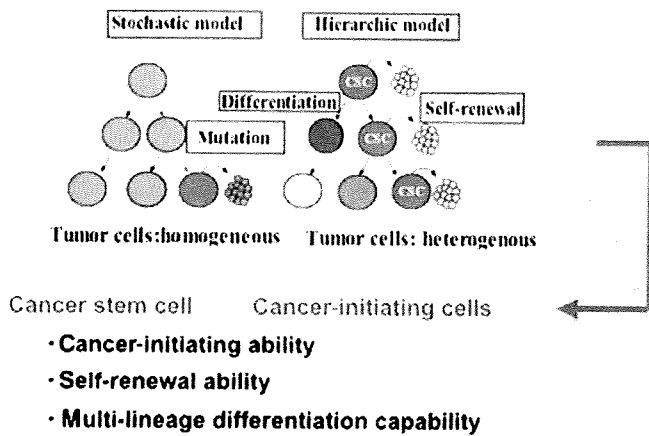 Stochastic model
Hierarchic model
CSC
Differentiation
Self-renewal
CSC
Mutation
CSC
Tumor cells:homogeneous
Tumor cells: heterogenous
Cancer stem cell
Cancer-initiating cells
・Cancer-initiating ability
・Self-renewal ability
・Multi-lineage differentiation capability